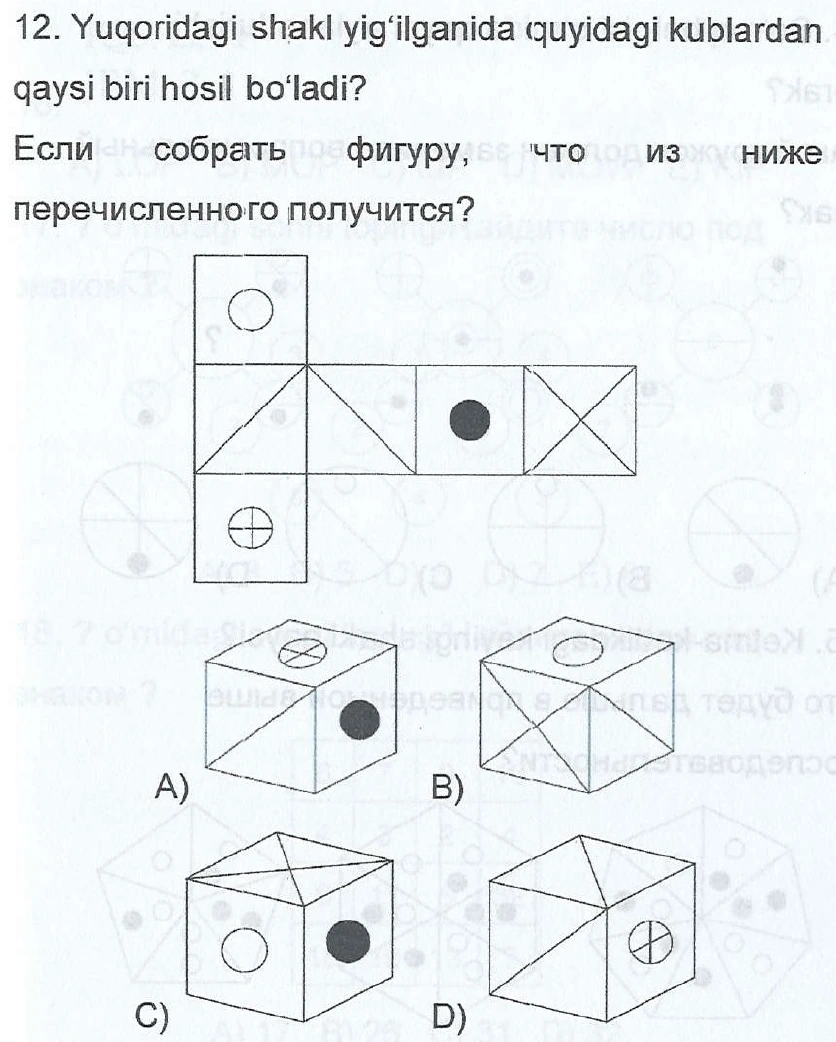 12. Yuqoridagi shakl yig‘ilganida quyidagi kublardan
qaysi biri hosil bo‘ladi?
Если собрать фигуру, что из ниже
перечисленного получится?
A) B)
C) D)